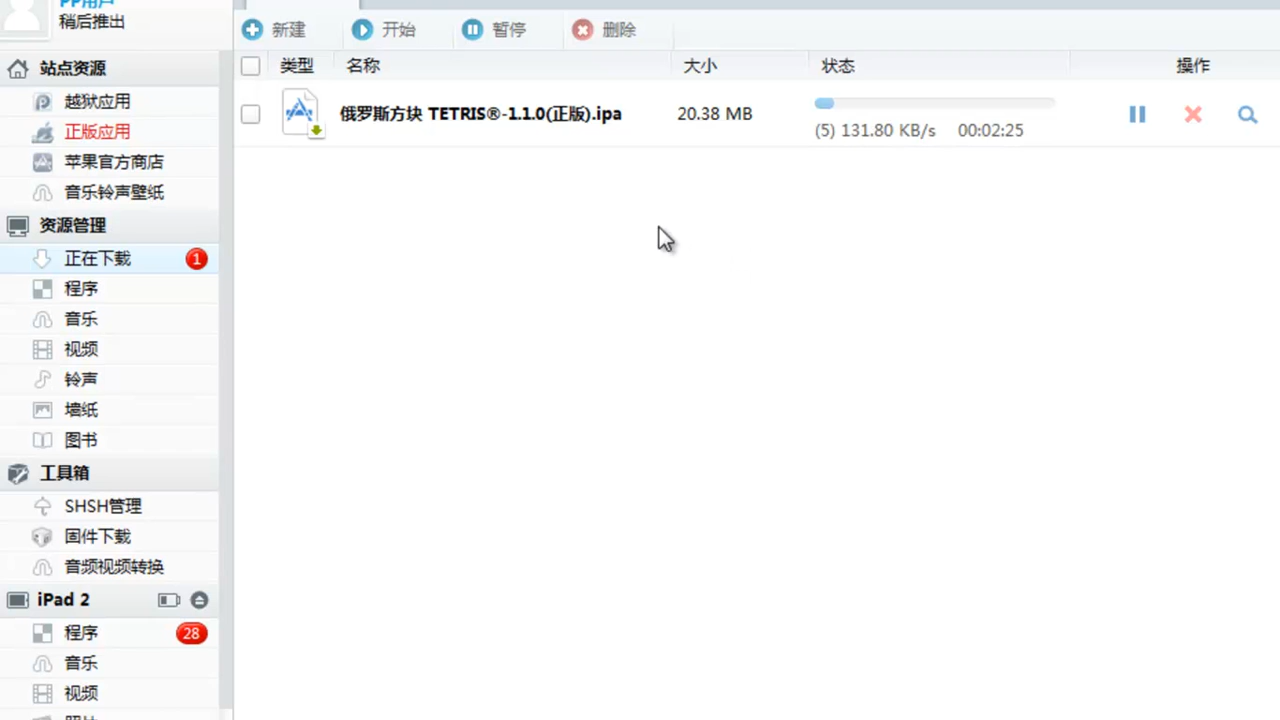 PP用户
稍后推出
站点资源
越狱应用
正版应用
苹果官方商店
音乐铃声壁纸
资源管理
正在下载 1
程序
音乐
视频
铃声
墙纸
图书
工具箱
SHSH管理
固件下载
音频视频转换
iPad 2
程序 28
音乐
视频
照片
新建 开始 暂停 删除
类型 名称 大小 状态 操作
俄罗斯方块 TETRIS®-1.1.0(正版).ipa 20.38 MB
(5) 131.80 KB/s 00:02:25